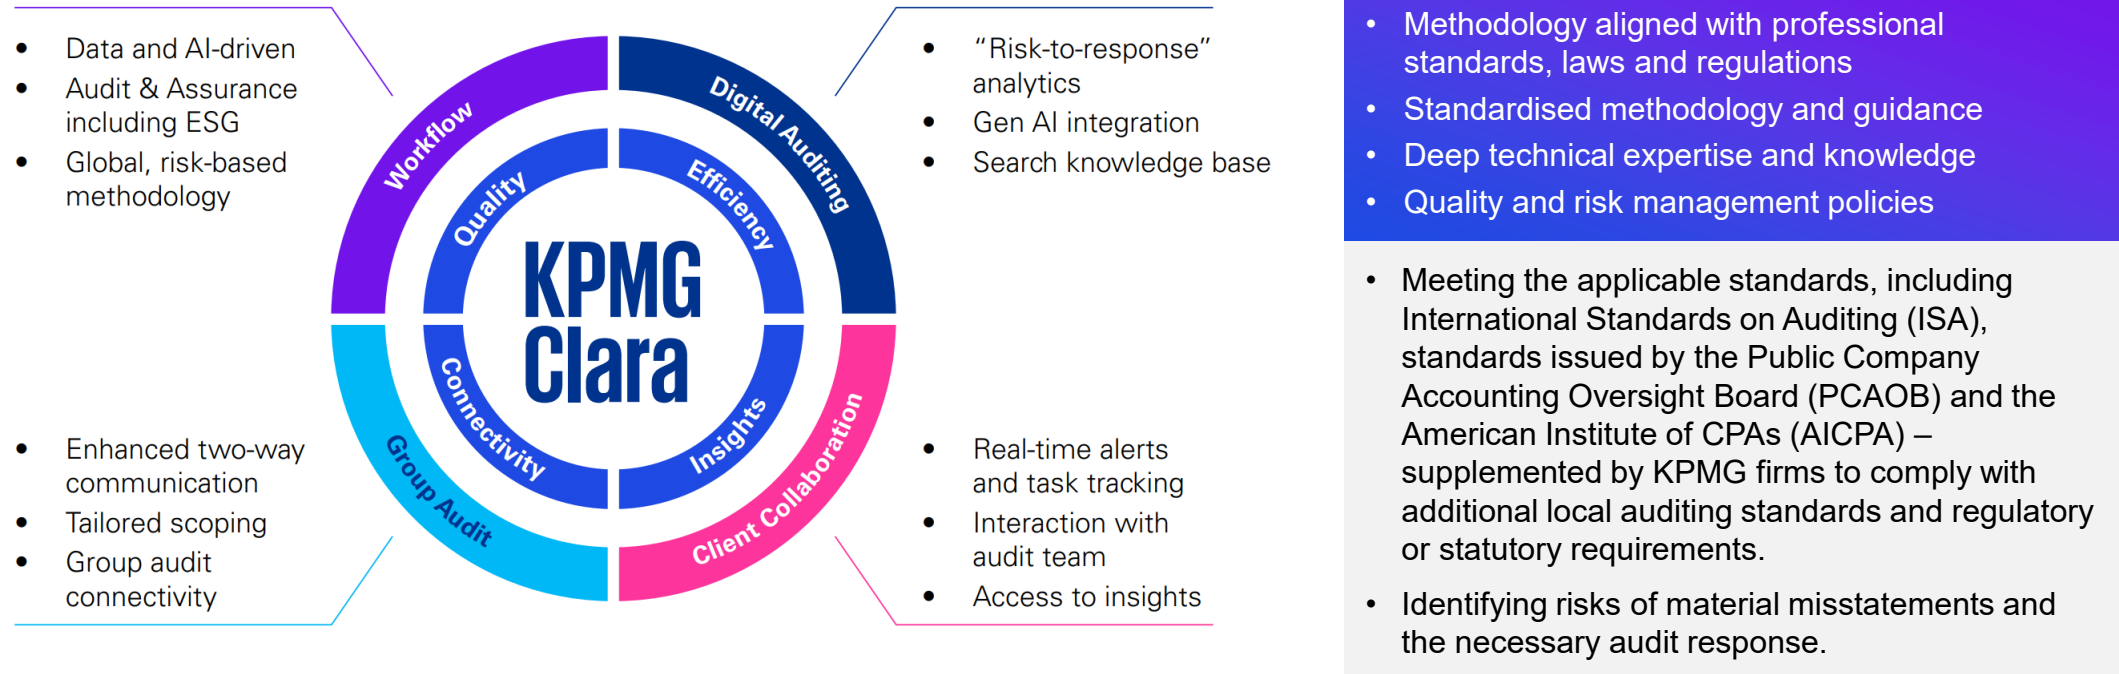 • Data and AI-driven
• Audit & Assurance
including ESG
• Global, risk-based
methodology
Workflow
Digital Auditing
• “Risk-to-response”
analytics
• Gen AI integration
• Search knowledge base
Quality
Efficiency
KPMG
Clara
Connectivity
Insights
• Enhanced two-way
communication
• Tailored scoping
• Group audit
connectivity
Group Audit
Client Collaboration
• Real-time alerts
and task tracking
• Interaction with
audit team
• Access to insights
• Methodology aligned with professional
standards, laws and regulations
• Standardised methodology and guidance
• Deep technical expertise and knowledge
• Quality and risk management policies
• Meeting the applicable standards, including
International Standards on Auditing (ISA),
standards issued by the Public Company
Accounting Oversight Board (PCAOB) and the
American Institute of CPAs (AICPA) –
supplemented by KPMG firms to comply with
additional local auditing standards and regulatory
or statutory requirements.
• Identifying risks of material misstatements and
the necessary audit response.